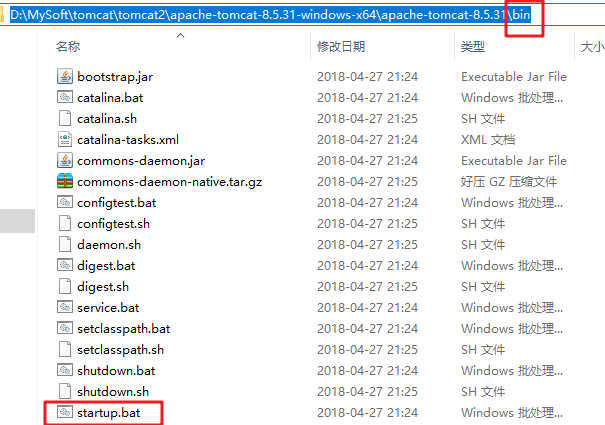 D:\MySoft\tomcat\tomcat2\apache-tomcat-8.5.31-windows-x64\apache-tomcat-8.5.31\bin
名称 修改日期 类型 大小
bootstrap.jar 2018-04-27 21:24 Executable Jar File
catalina.bat 2018-04-27 21:24 Windows 批处理...
catalina.sh 2018-04-27 21:25 SH 文件
catalina-tasks.xml 2018-04-27 21:24 XML 文档
commons-daemon.jar 2018-04-27 21:24 Executable Jar File
commons-daemon-native.tar.gz 2018-04-27 21:25 好压 GZ 压缩文件
configtest.bat 2018-04-27 21:24 Windows 批处理...
configtest.sh 2018-04-27 21:25 SH 文件
daemon.sh 2018-04-27 21:25 SH 文件
digest.bat 2018-04-27 21:24 Windows 批处理...
digest.sh 2018-04-27 21:25 SH 文件
service.bat 2018-04-27 21:24 Windows 批处理...
setclasspath.bat 2018-04-27 21:24 Windows 批处理...
setclasspath.sh 2018-04-27 21:25 SH 文件
shutdown.bat 2018-04-27 21:24 Windows 批处理...
shutdown.sh 2018-04-27 21:25 SH 文件
startup.bat 2018-04-27 21:24 Windows 批处理...